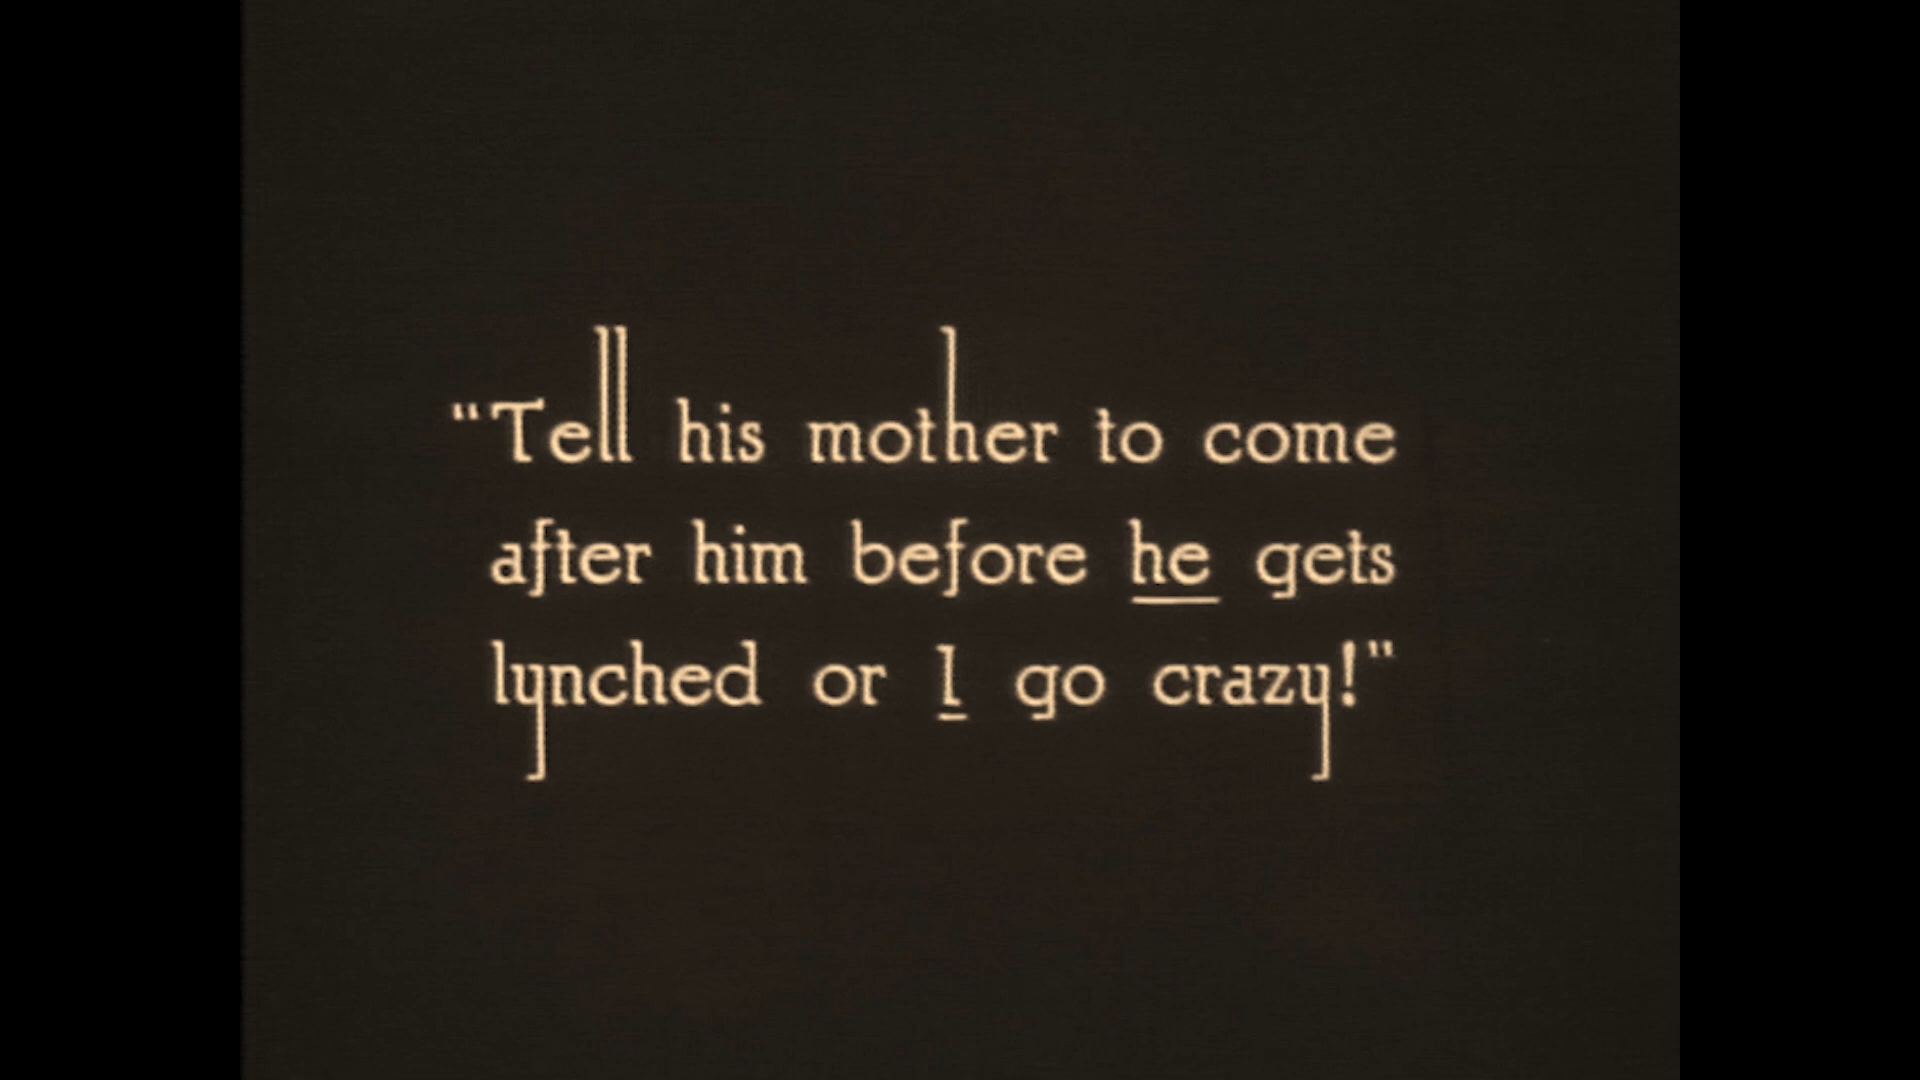 “Tell his mother to come
after him before he gets
lynched or I go crazy!”